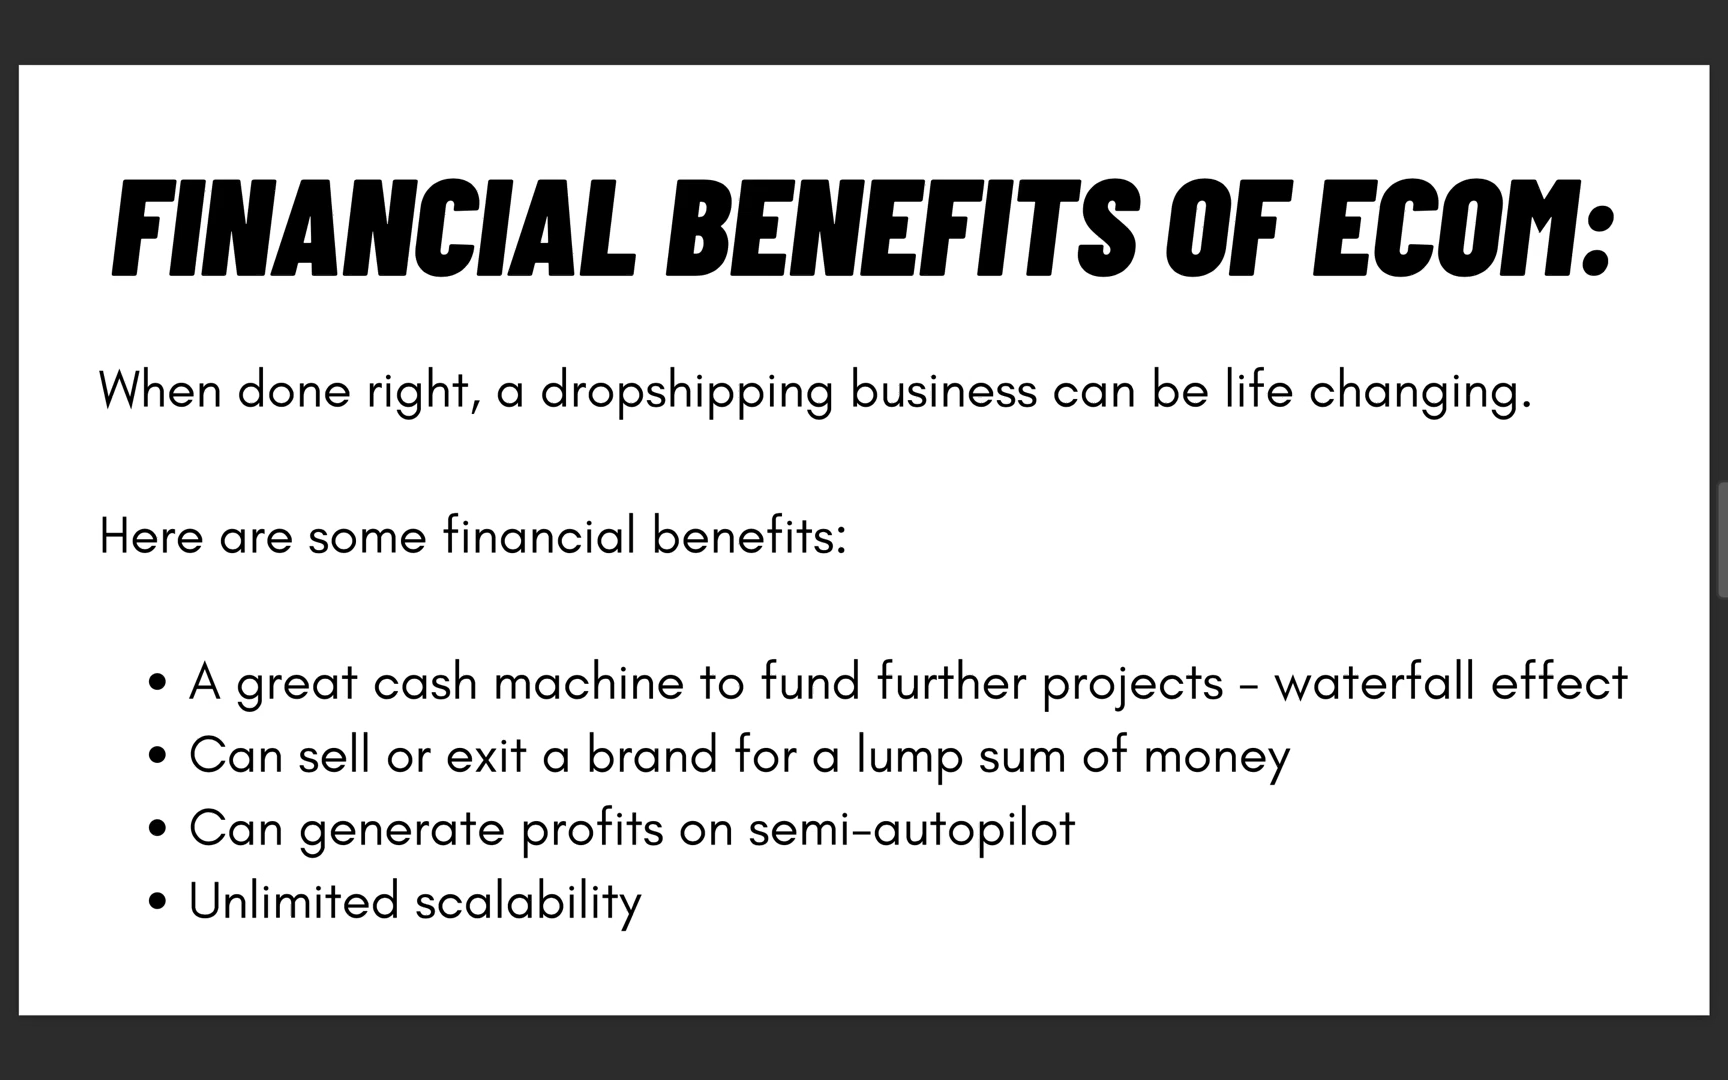 FINANCIAL BENEFITS OF ECOM:
When done right, a dropshipping business can be life changing.
Here are some financial benefits:
• A great cash machine to fund further projects - waterfall effect
• Can sell or exit a brand for a lump sum of money
• Can generate profits on semi-autopilot
• Unlimited scalability